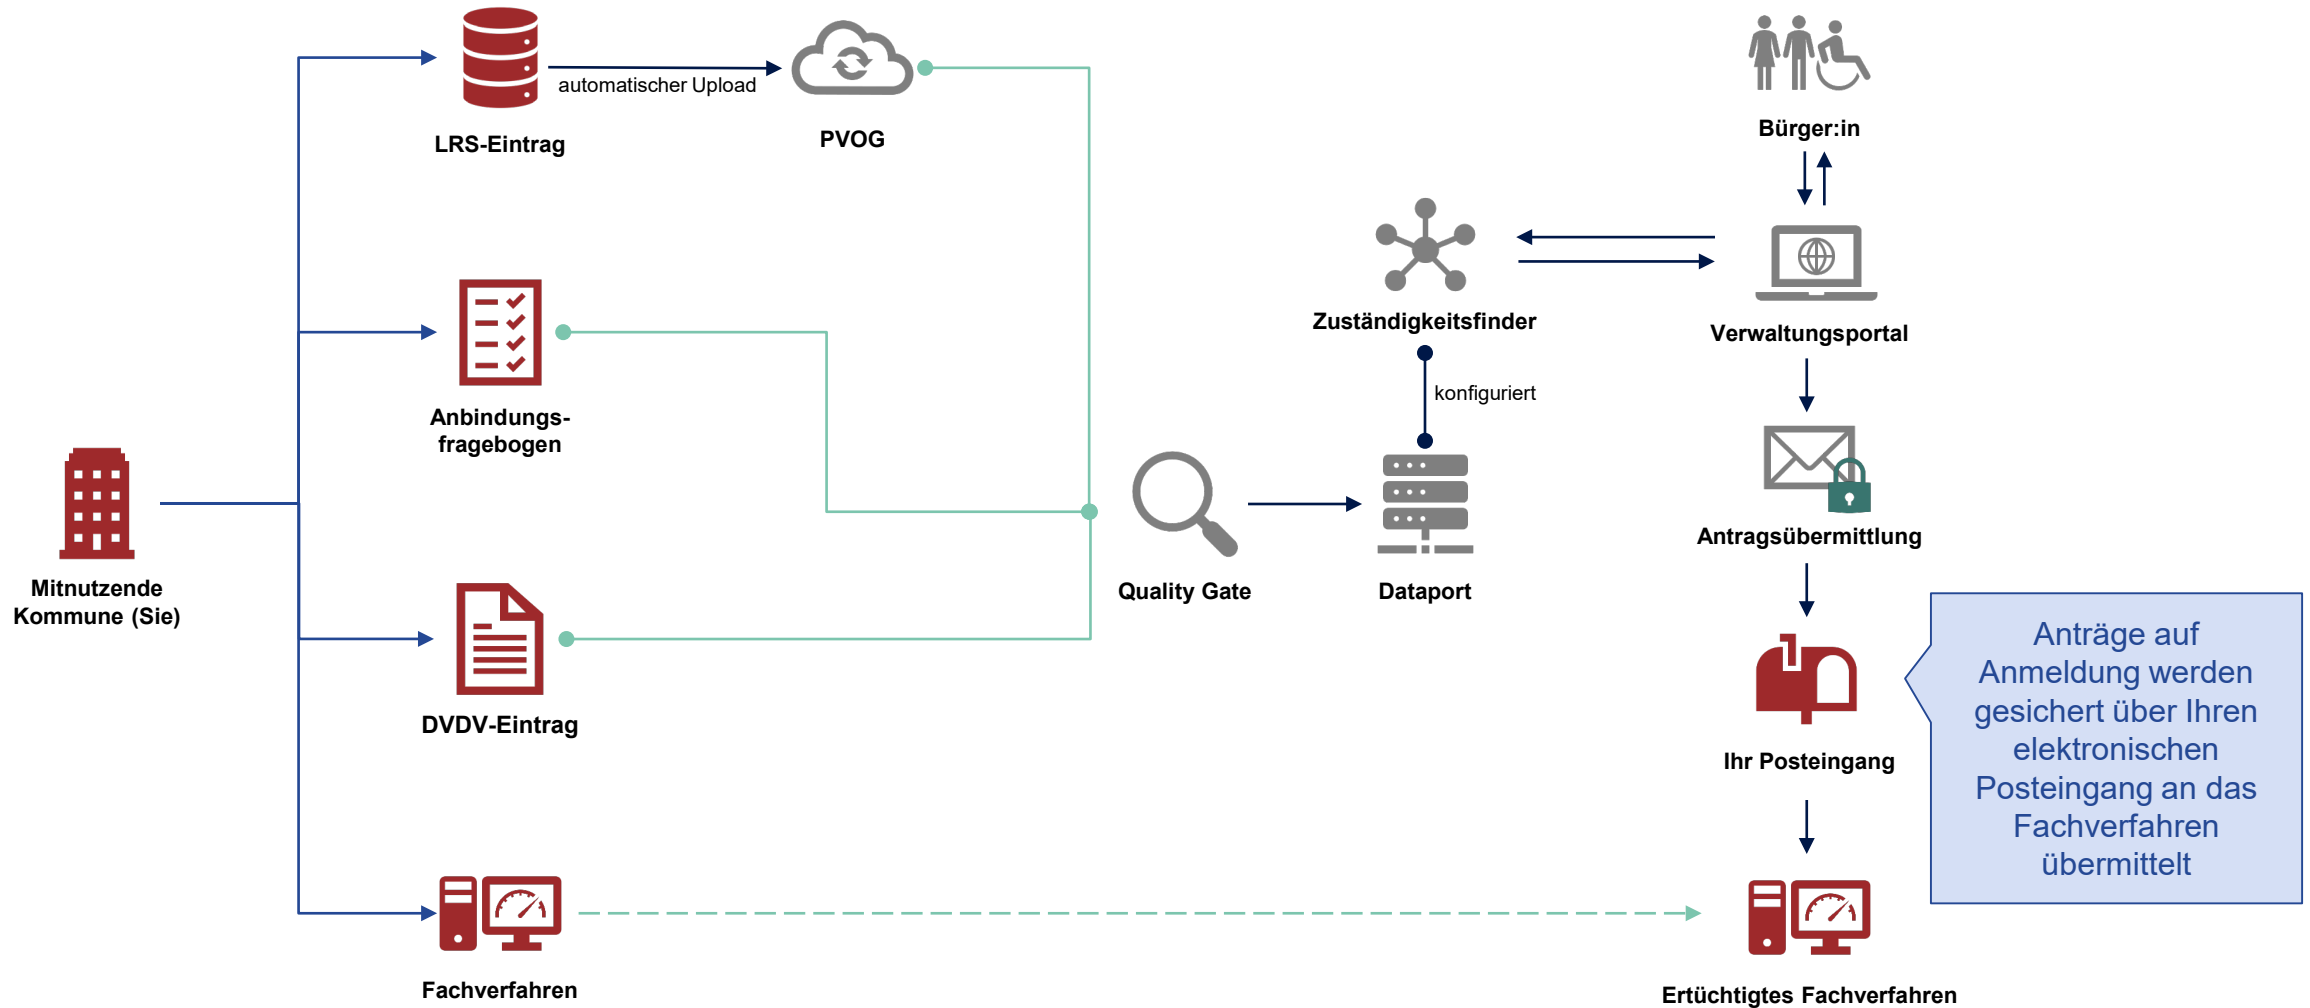 automatischer Upload
LRS-Eintrag
PVOG
Bürger:in
Zuständigkeitsfinder
Verwaltungsportal
konfiguriert
Anbindungs-
fragebogen
Antragsübermittlung
Mitnutzende
Kommune (Sie)
Quality Gate
Dataport
DVDV-Eintrag
Ihr Posteingang
Anträge auf
Anmeldung werden
gesichert über Ihren
elektronischen
Posteingang an das
Fachverfahren
übermittelt
Fachverfahren
Ertüchtigtes Fachverfahren